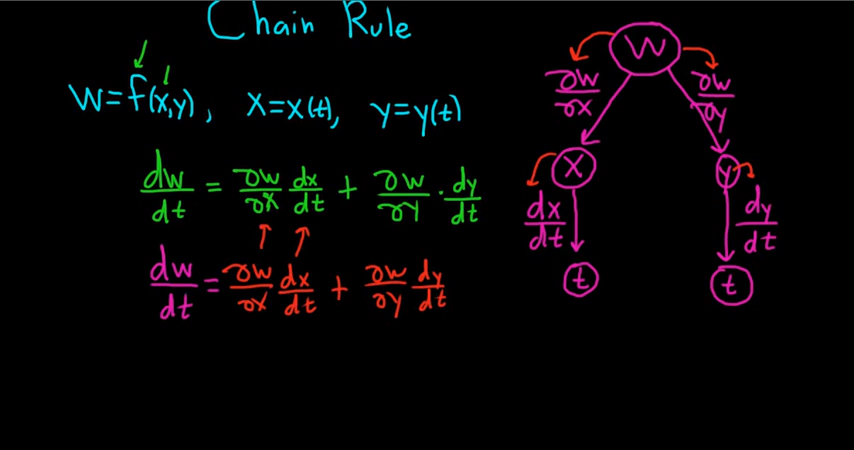 Chain Rule
w=f(x,y), x=x(t), y=y(t)
dw/dt = ∂w/∂x dx/dt + ∂w/∂y · dy/dt
dw/dt = ∂w/∂x dx/dt + ∂w/∂y dy/dt
w
∂w/∂x ∂w/∂y
x y
dx/dt dy/dt
t t